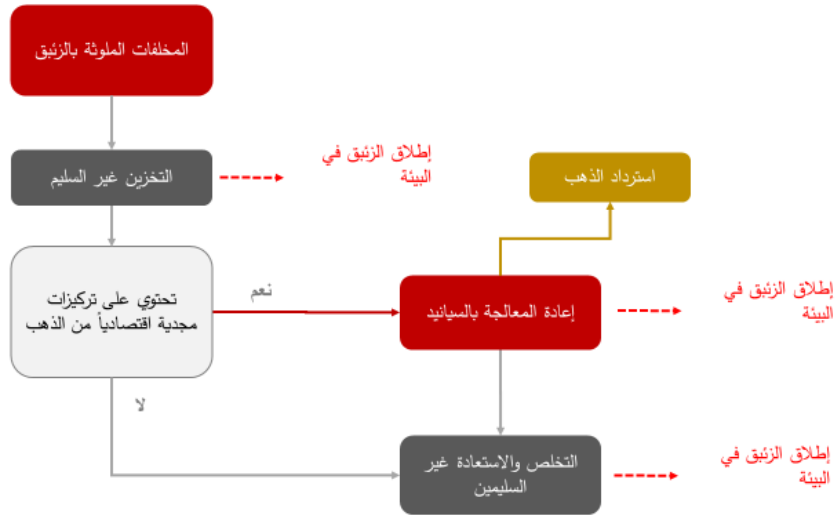 المخلفات الملوثة بالزئبق
إطلاق الزئبق في
البيئة
التخزين غير السليم
استرداد الذهب
تحتوي على تركيزات
مجدية اقتصادياً من الذهب
نعم
إعادة المعالجة بالسيانيد
إطلاق الزئبق في
البيئة
لا
التخلص والاستعادة غير
السليمين
إطلاق الزئبق في
البيئة